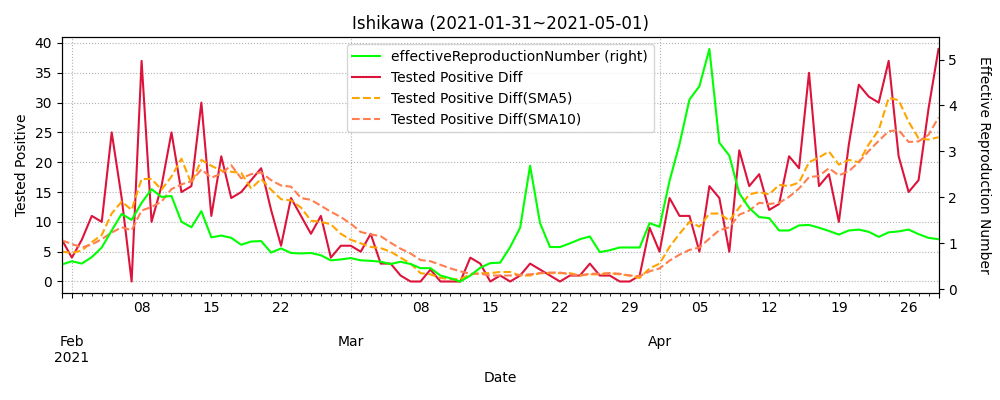 Ishikawa (2021-01-31~2021-05-01)
effectiveReproductionNumber (right)
Tested Positive Diff
Tested Positive Diff(SMA5)
Tested Positive Diff(SMA10)
Tested Positive
40
35
30
25
20
15
10
5
0
5
4
3
2
1
0
Effective Reproduction Number
08 15 22 08 15 22 29 05 12 19 26
Feb Mar Apr
2021
Date